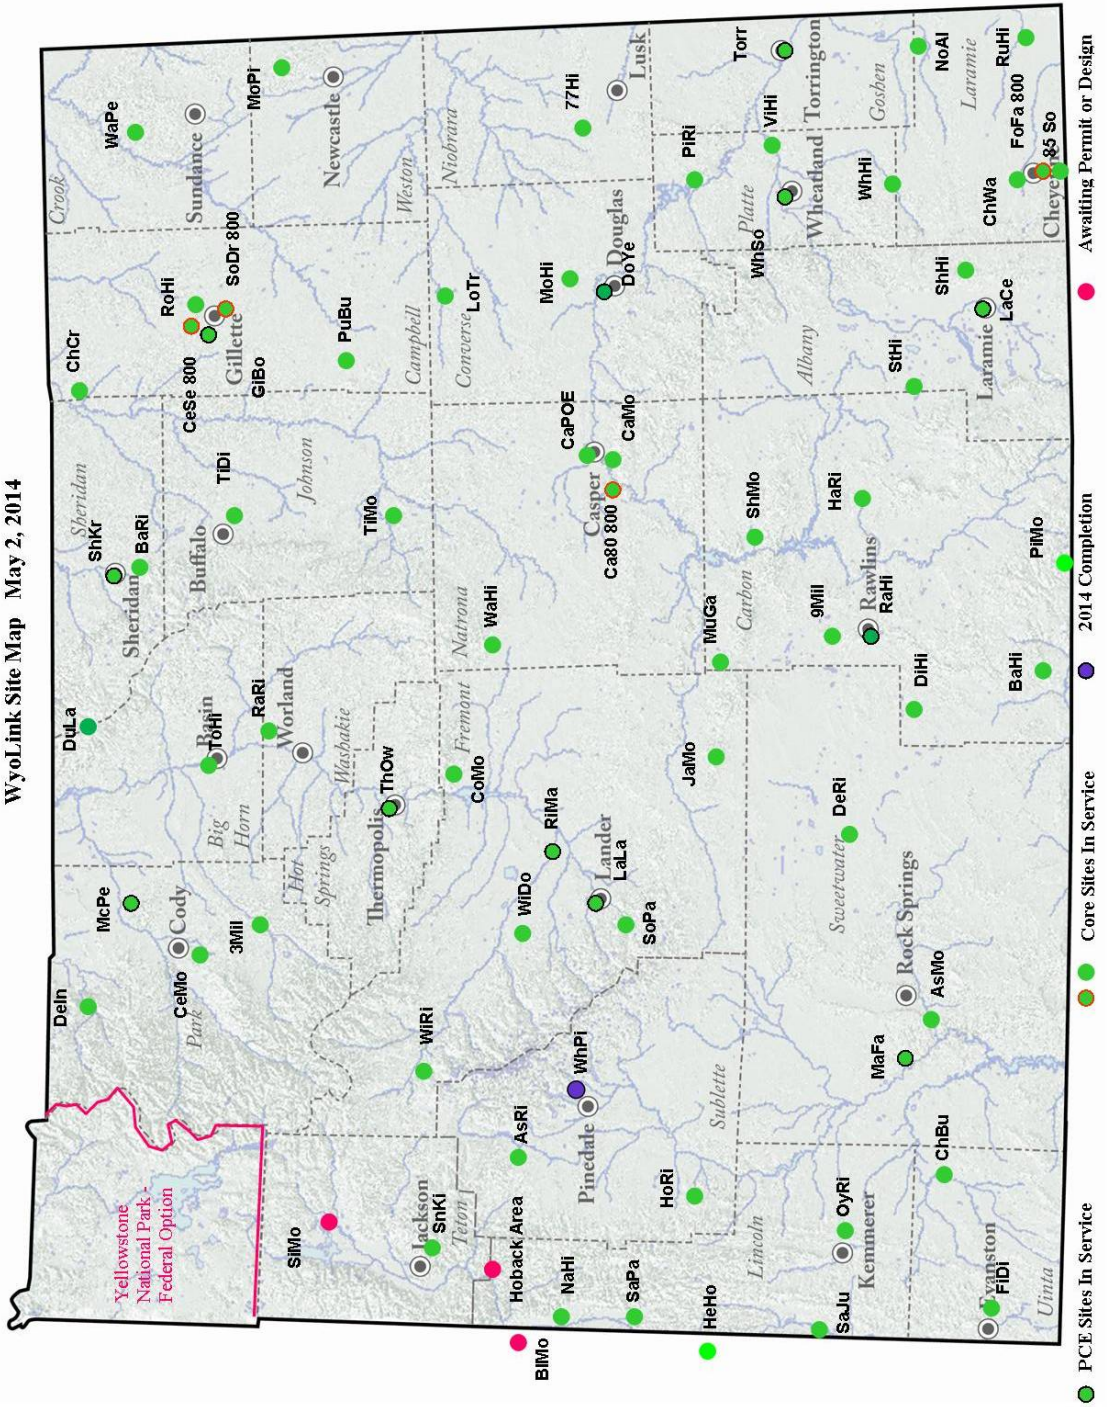 WyoLink Site Map May 2, 2014
Yellowstone
National Park -
Federal Option
DeIn
McPe
Cody
CeMo
3Mil
Park
DuLa
Basin
ToHi
RaRi
Big
Horn
Worland
Washakie
Hot
Springs
Thermopolis
ThOw
Sheridan
ShKr
BaRi
Sheridan
Buffalo
TiDi
Johnson
TiMo
ChCr
RoHi
CeSe 800
SoDr 800
Gillette
GiBo
PuBu
Campbell
Crook
WaPe
Sundance
MoPi
Newcastle
Weston
SiMo
Jackson
SnKi
Teton
Hoback Area
BlMo
NaHi
SaPa
HeHo
WiRi
AsRi
WhPi
Pinedale
HoRi
Sublette
CoMo
Fremont
RiMa
WiDo
Lander
LaLa
SoPa
JaMo
Natrona
WaHi
CaPOE
CaMo
Casper
Ca80 800
MuGa
LoTr
Converse
MoHi
Douglas
DoYe
Niobrara
77Hi
Lusk
Lincoln
OyRi
Kemmerer
SaJu
ChBu
Evanston
FiDi
Uinta
Sweetwater
DeRi
Rock Springs
AsMo
MaFa
Carbon
ShMo
HaRi
9Mil
Rawlins
RaHi
DiHi
BaHi
PiMo
Albany
StHi
ShHi
Laramie
LaCe
Platte
PiRi
ViHi
WhSo
Wheatland
WhHi
Torr
Torrington
Goshen
NoAl
Laramie
RuHi
FoFa 800
ChWa
85 So
PCE Sites In Service
Core Sites In Service
2014 Completion
Awaiting Permit or Design